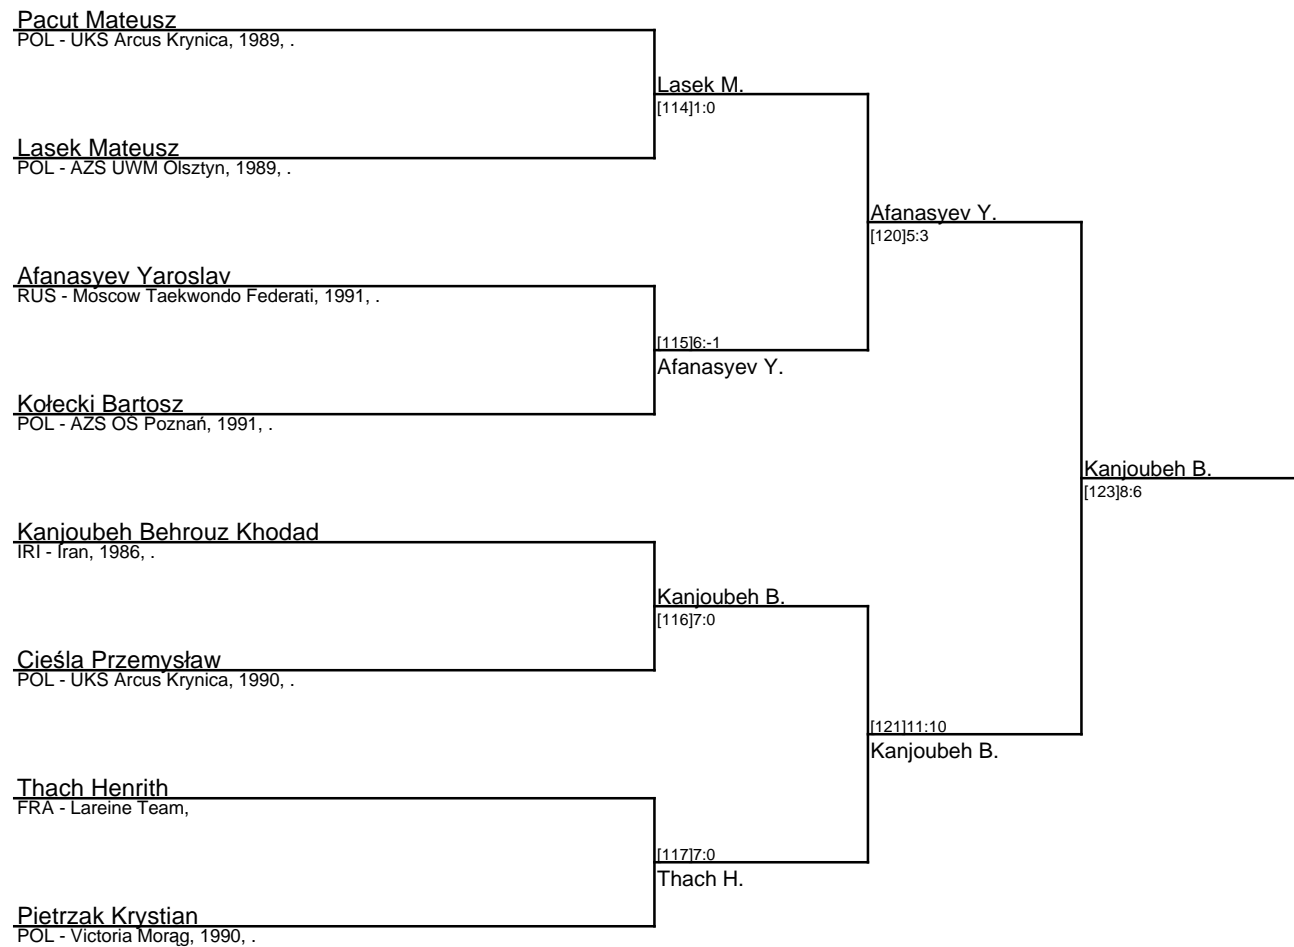 Pacut Mateusz
POL - UKS Arcus Krynica, 1989, .
Lasek M.
[114]1:0
Lasek Mateusz
POL - AZS UWM Olsztyn, 1989, .
Afanasyev Y.
[120]5:3
Afanasyev Yaroslav
RUS - Moscow Taekwondo Federati, 1991, .
[115]6:-1
Afanasyev Y.
Kołecki Bartosz
POL - AZS OŚ Poznań, 1991, .
Kanjoubeh B.
[123]8:6
Kanjoubeh Behrouz Khodad
IRI - Iran, 1986, .
Kanjoubeh B.
[116]7:0
Cieśla Przemysław
POL - UKS Arcus Krynica, 1990, .
[121]11:10
Kanjoubeh B.
Thach Henrith
FRA - Lareine Team,
[117]7:0
Thach H.
Pietrzak Krystian
POL - Victoria Morąg, 1990, .